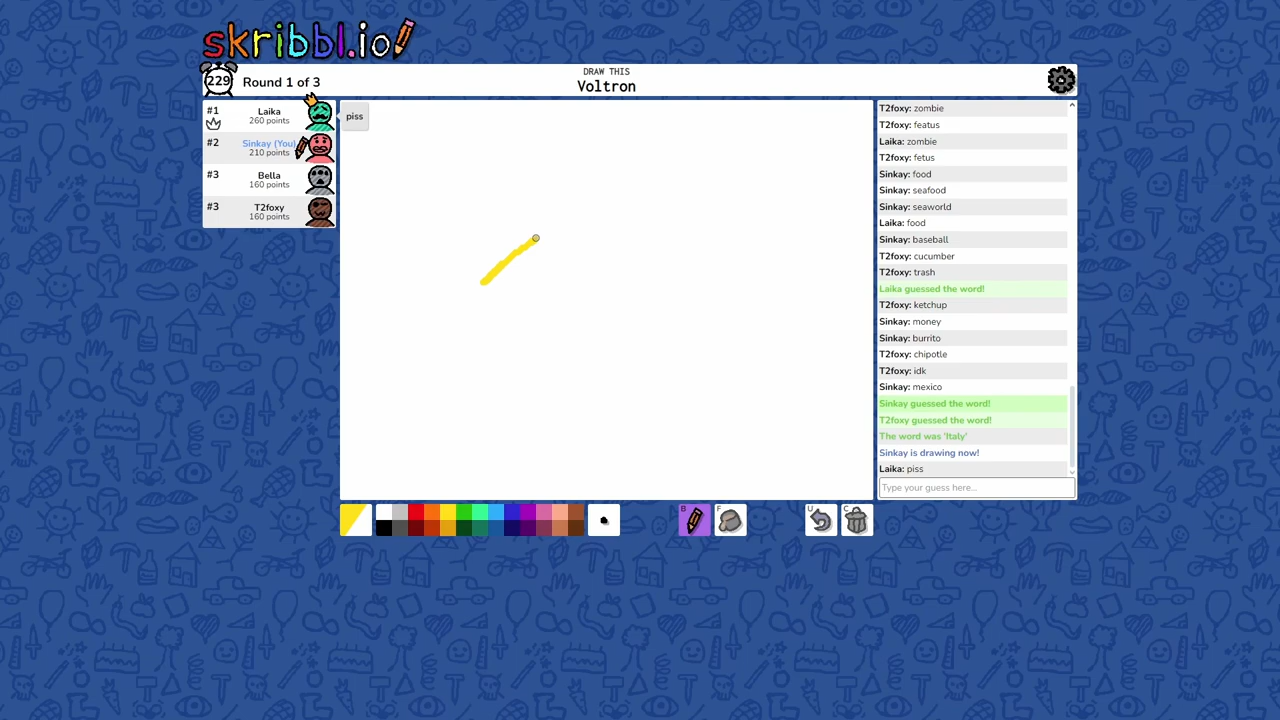 skribbl.io
229
Round 1 of 3
DRAW THIS
Voltron
#1
Laika
260 points
#2
Sinkay (You)
210 points
#3
Bella
160 points
#3
T2foxy
160 points
piss
T2foxy: zombie
T2foxy: featus
Laika: zombie
T2foxy: fetus
Sinkay: food
Sinkay: seafood
Sinkay: seaworld
Laika: food
Sinkay: baseball
T2foxy: cucumber
T2foxy: trash
Laika guessed the word!
T2foxy: ketchup
Sinkay: money
Sinkay: burrito
T2foxy: chipotle
T2foxy: idk
Sinkay: mexico
Sinkay guessed the word!
T2foxy guessed the word!
The word was 'Italy'
Sinkay is drawing now!
Laika: piss
Type your guess here...
B
F
U
C